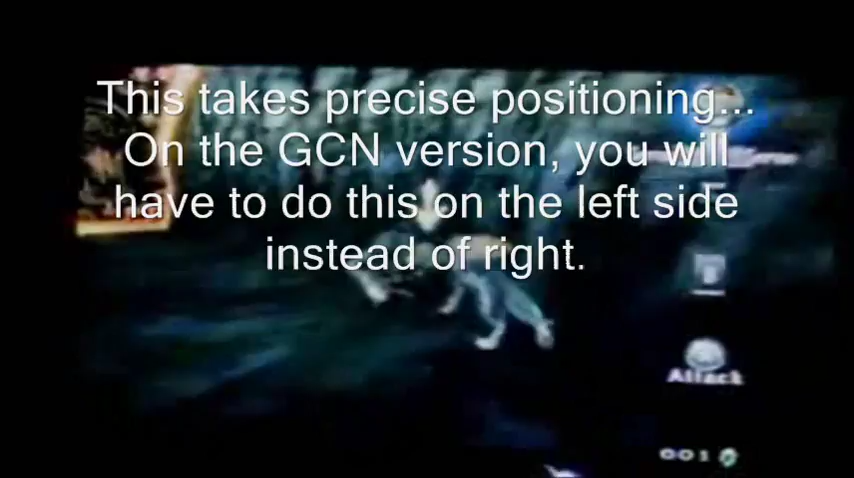 This takes precise positioning...
On the GCN version, you will
have to do this on the left side
instead of right.
Attack
001